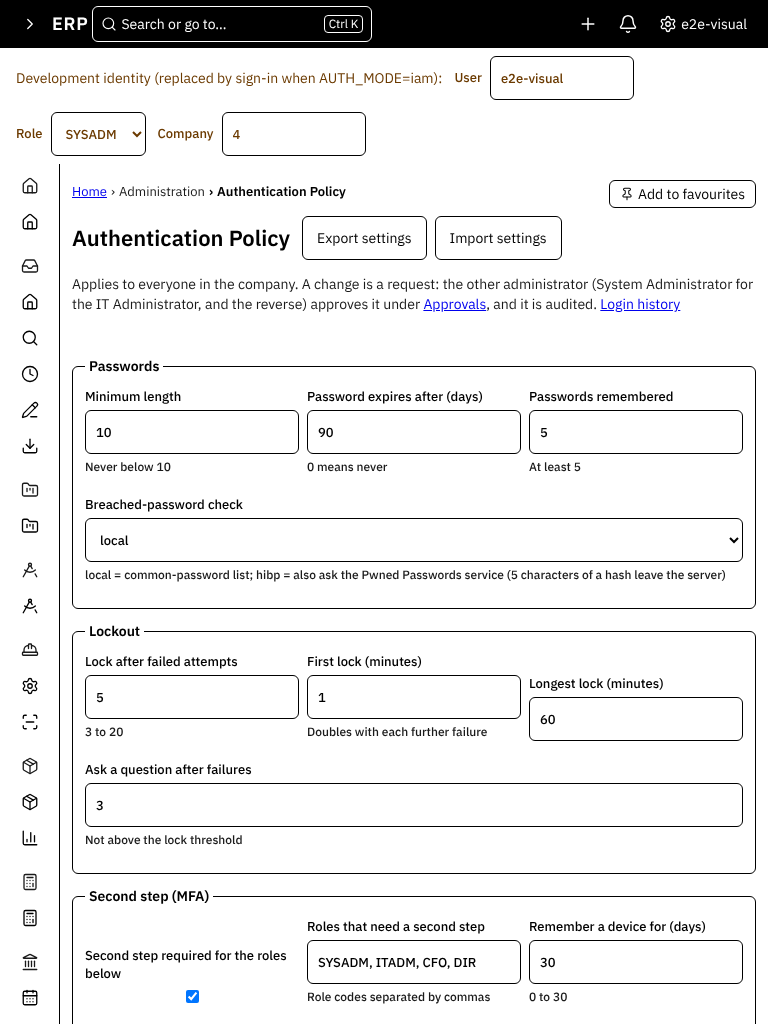 ERP
Search or go to...
Ctrl K
e2e-visual
Development identity (replaced by sign-in when AUTH_MODE=iam):
User
e2e-visual
Role
SYSADM
Company
4
Home › Administration › Authentication Policy
Add to favourites
Authentication Policy
Export settings
Import settings
Applies to everyone in the company. A change is a request: the other administrator (System Administrator for
the IT Administrator, and the reverse) approves it under Approvals, and it is audited. Login history
Passwords
Minimum length
Password expires after (days)
Passwords remembered
10
90
5
Never below 10
0 means never
At least 5
Breached-password check
local
local = common-password list; hibp = also ask the Pwned Passwords service (5 characters of a hash leave the server)
Lockout
Lock after failed attempts
First lock (minutes)
Longest lock (minutes)
5
1
60
3 to 20
Doubles with each further failure
Ask a question after failures
3
Not above the lock threshold
Second step (MFA)
Roles that need a second step
Remember a device for (days)
Second step required for the roles
below
SYSADM, ITADM, CFO, DIR
30
Role codes separated by commas
0 to 30